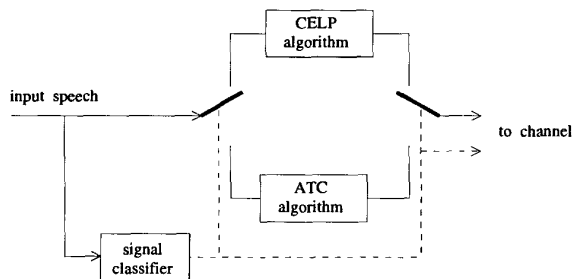 CELP
algorithm
input speech
to channel
ATC
algorithm
signal
classifier